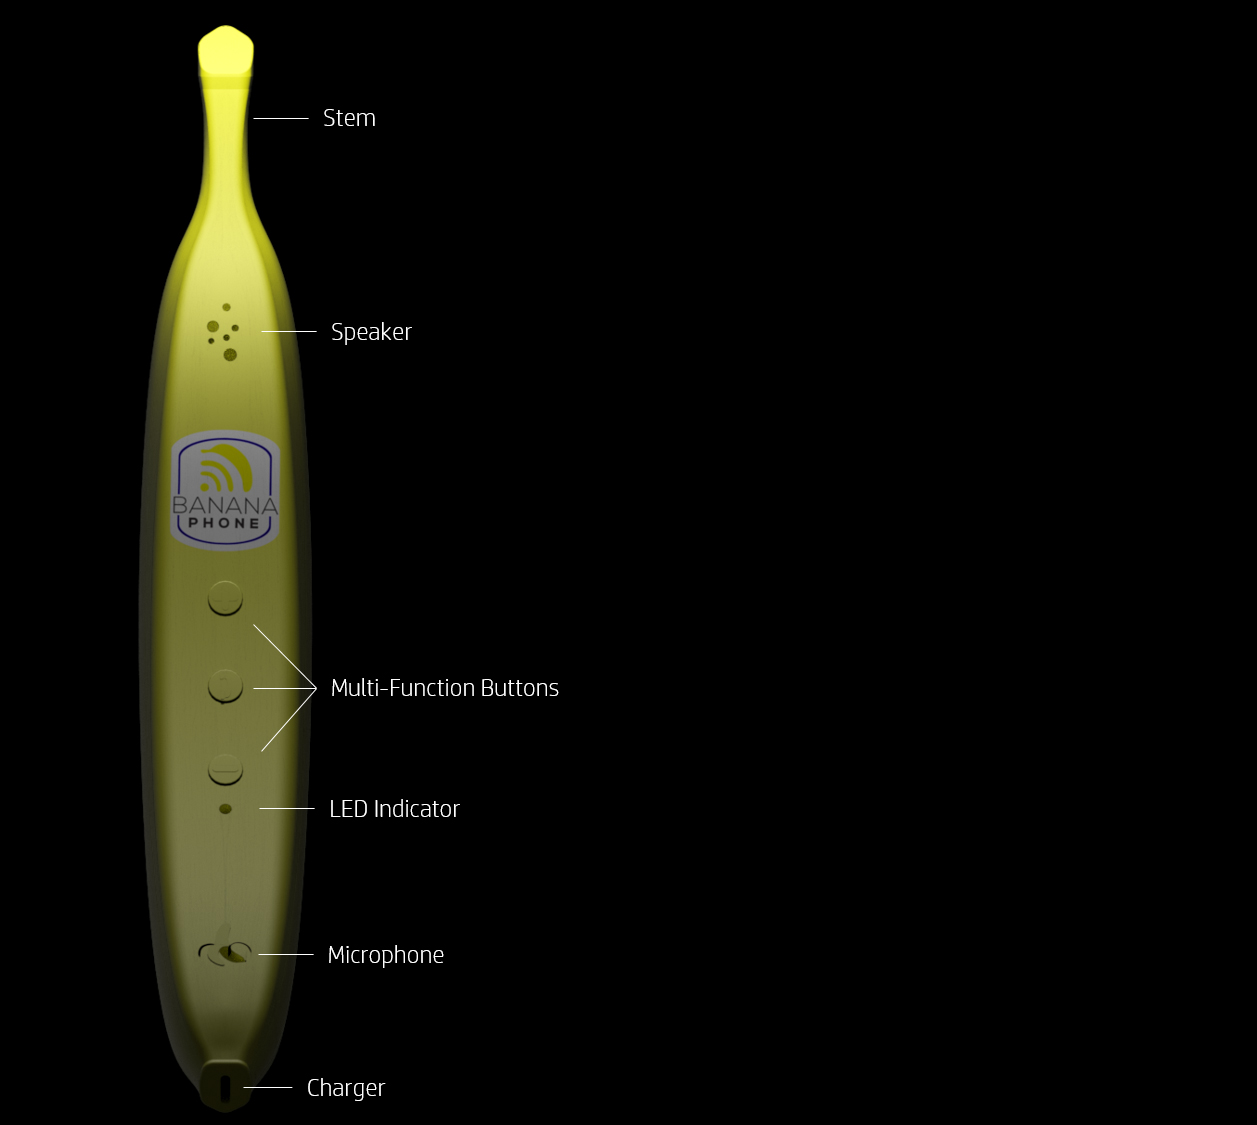 Stem
Speaker
BANANA
PHONE
Multi-Function Buttons
LED Indicator
Microphone
Charger